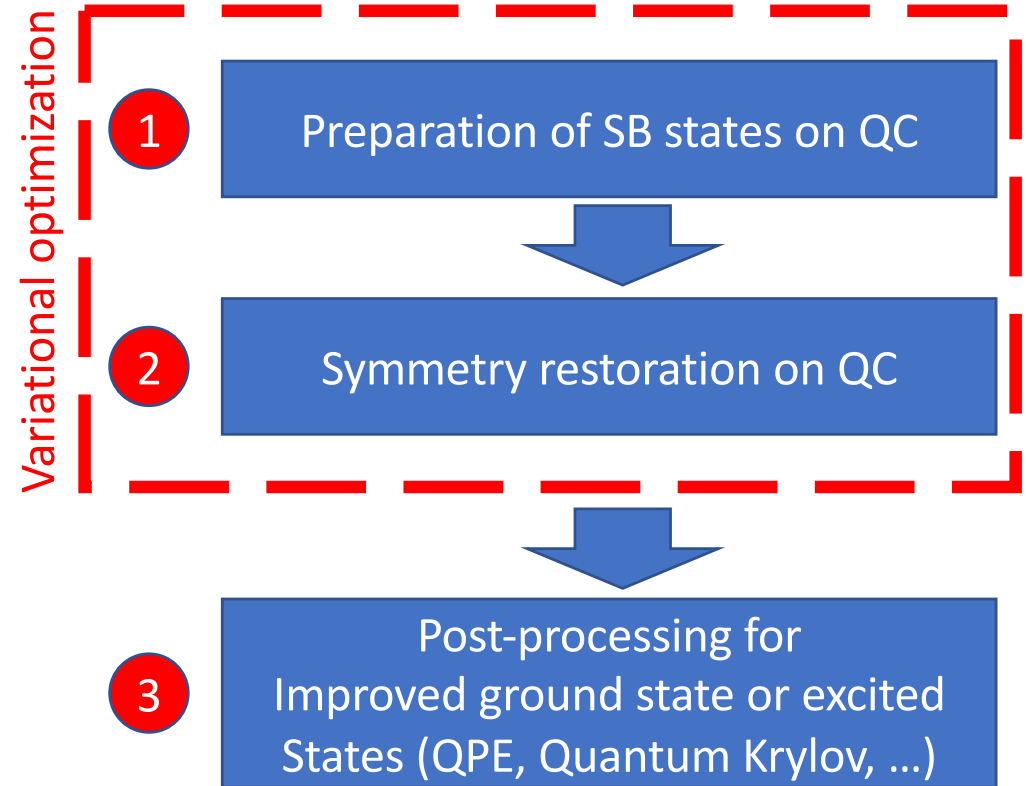 Variational optimization
1
Preparation of SB states on QC
2
Symmetry restoration on QC
3
Post-processing for
Improved ground state or excited
States (QPE, Quantum Krylov, ...)